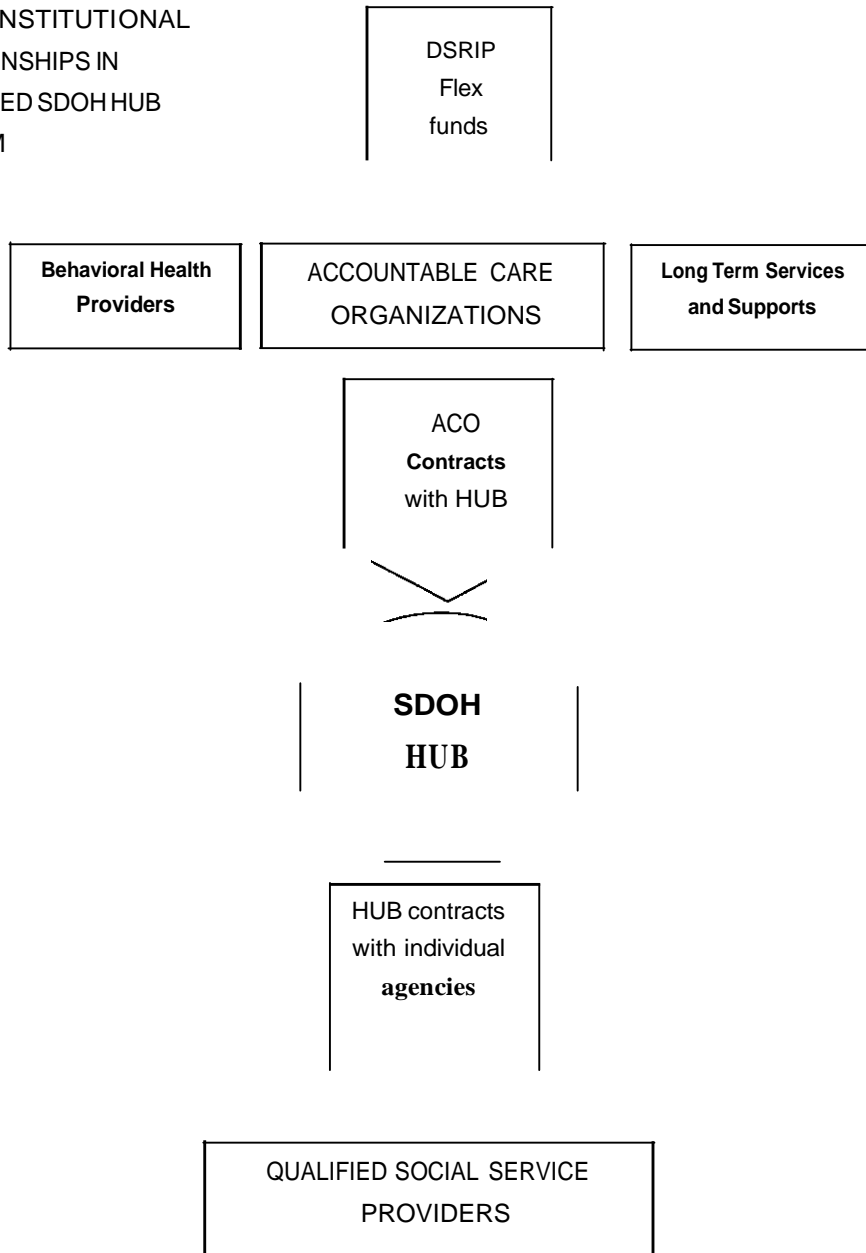 NSTITUTIONAL
NSHIPS IN
ED SDOH HUB
DSRIP
Flex
funds
Behavioral Health
Providers
ACCOUNTABLE CARE
ORGANIZATIONS
Long Term Services
and Supports
ACO
Contracts
with HUB
SDOH
HUB
HUB contracts
with individual
agencies
QUALIFIED SOCIAL SERVICE
PROVIDERS